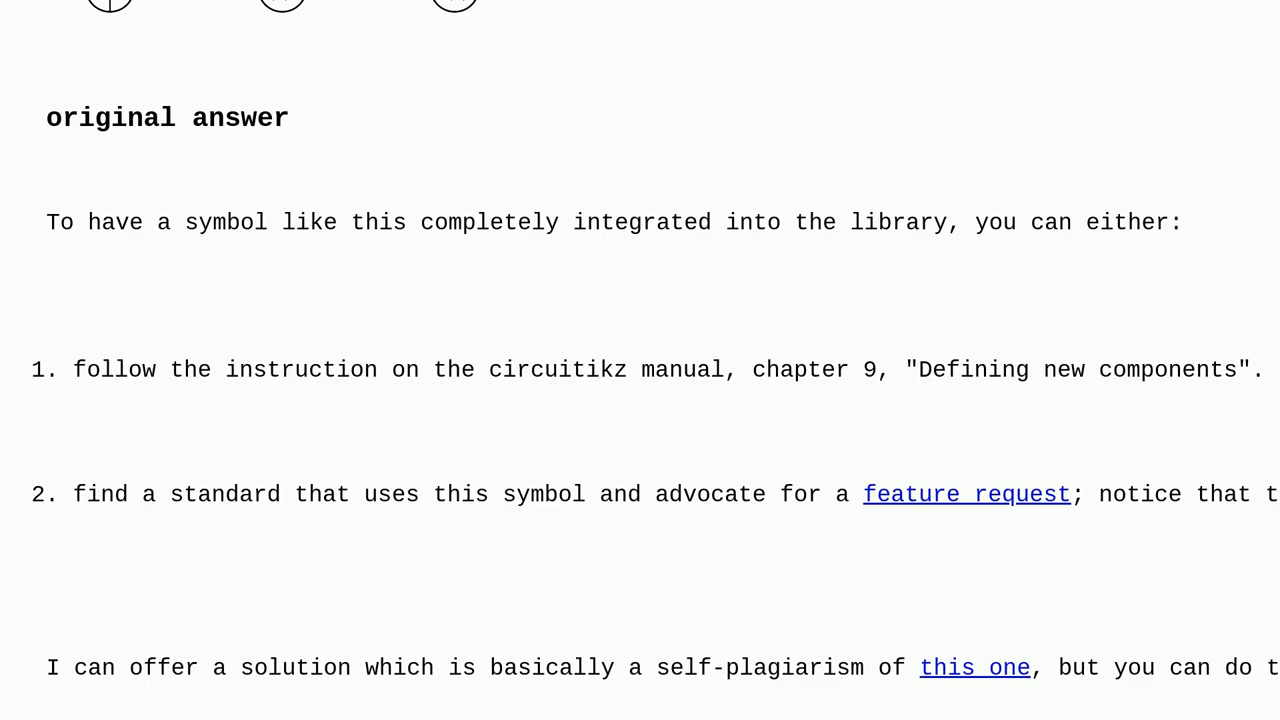 original answer
To have a symbol like this completely integrated into the library, you can either:
1. follow the instruction on the circuitikz manual, chapter 9, "Defining new components".
2. find a standard that uses this symbol and advocate for a feature request; notice that t
I can offer a solution which is basically a self-plagiarism of this one, but you can do t